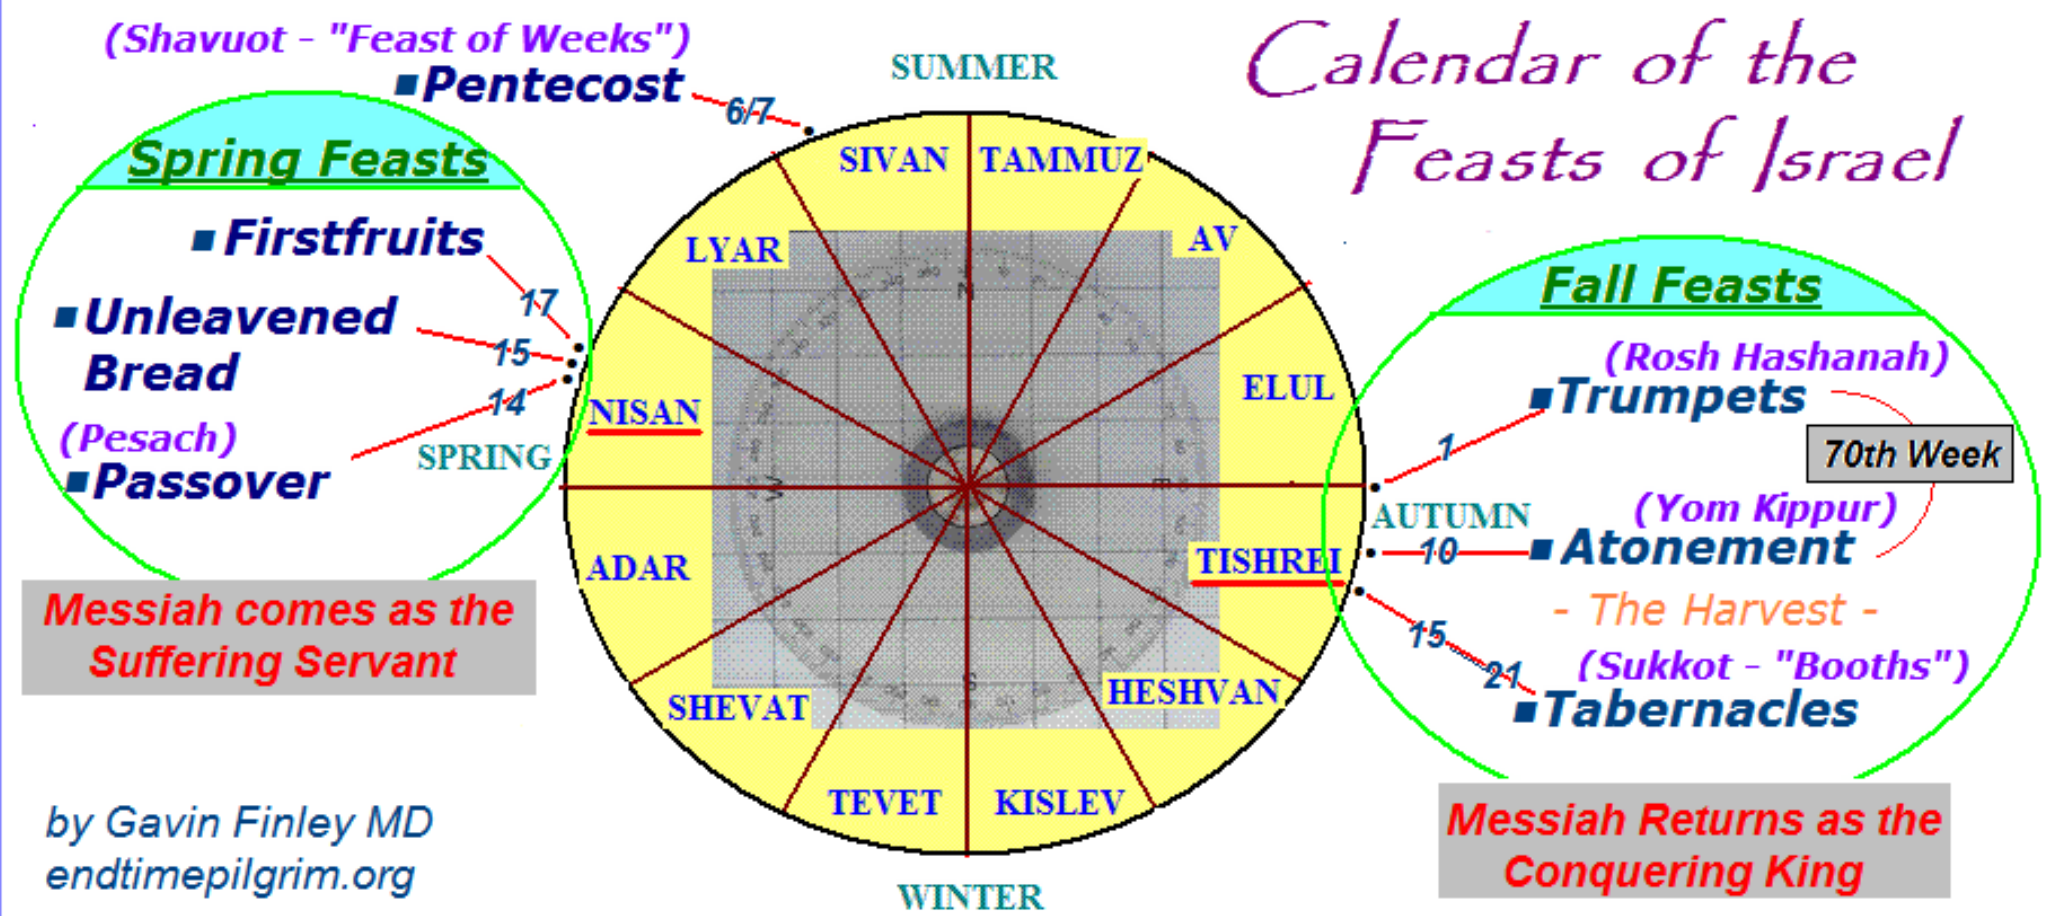 (Shavuot - "Feast of Weeks")
■Pentecost
6/7
SUMMER
Calendar of the
Feasts of Israel
Spring Feasts
■Firstfruits
17
■Unleavened
Bread
15
14
(Pesach)
■Passover
SPRING
Messiah comes as the
Suffering Servant
SIVAN
TAMMUZ
LYAR
AV
NISAN
ELUL
ADAR
TISHREI
SHEVAT
HESHVAN
TEVET
KISLEV
N
W
E
S
WINTER
AUTUMN
Fall Feasts
(Rosh Hashanah)
■Trumpets
1
70th Week
(Yom Kippur)
■Atonement
10
- The Harvest -
15
21
(Sukkot - "Booths")
■Tabernacles
Messiah Returns as the
Conquering King
by Gavin Finley MD
endtimepilgrim.org